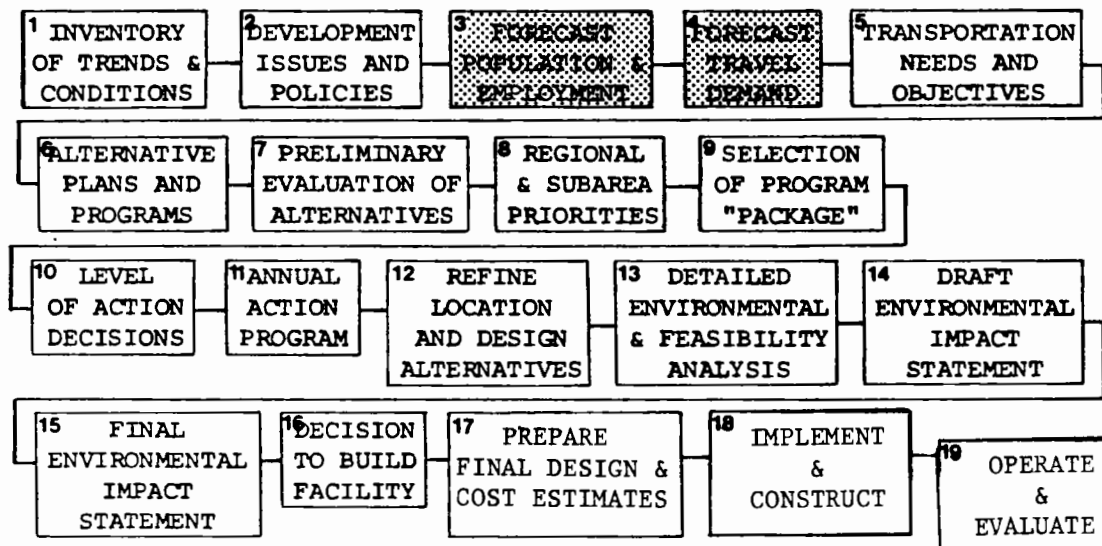 1 INVENTORY
OF TRENDS &
CONDITIONS
2 DEVELOPMENT
ISSUES AND
POLICIES
3 FORECAST
POPULATION &
EMPLOYMENT
4 FORECAST
TRAVEL
DEMAND
5 TRANSPORTATION
NEEDS AND
OBJECTIVES
6 ALTERNATIVE
PLANS AND
PROGRAMS
7 PRELIMINARY
EVALUATION OF
ALTERNATIVES
8 REGIONAL
& SUBAREA
PRIORITIES
9 SELECTION
OF PROGRAM
"PACKAGE"
10 LEVEL
OF ACTION
DECISIONS
11 ANNUAL
ACTION
PROGRAM
12 REFINE
LOCATION
AND DESIGN
ALTERNATIVES
13 DETAILED
ENVIRONMENTAL
& FEASIBILITY
ANALYSIS
14 DRAFT
ENVIRONMENTAL
IMPACT
STATEMENT
15 FINAL
ENVIRONMENTAL
IMPACT
STATEMENT
16 DECISION
TO BUILD
FACILITY
17 PREPARE
FINAL DESIGN &
COST ESTIMATES
18 IMPLEMENT
&
CONSTRUCT
19 OPERATE
&
EVALUATE